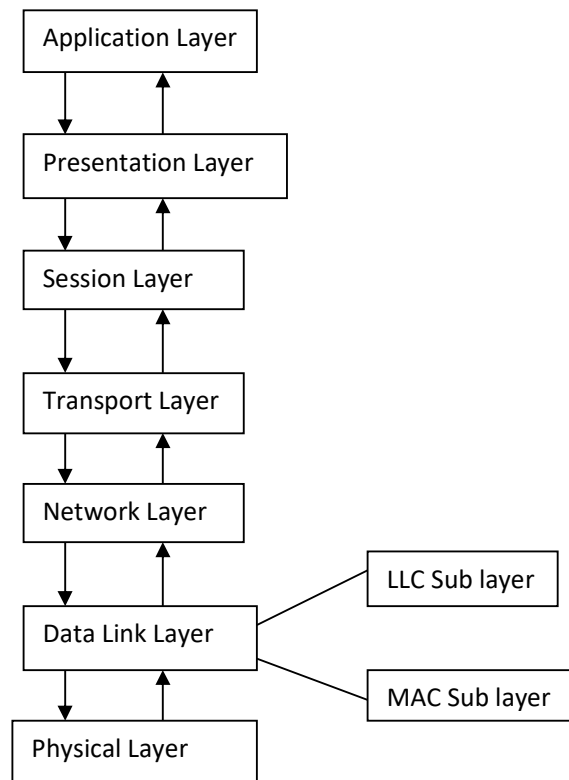 Application Layer
Presentation Layer
Session Layer
Transport Layer
Network Layer
LLC Sub layer
Data Link Layer
MAC Sub layer
Physical Layer